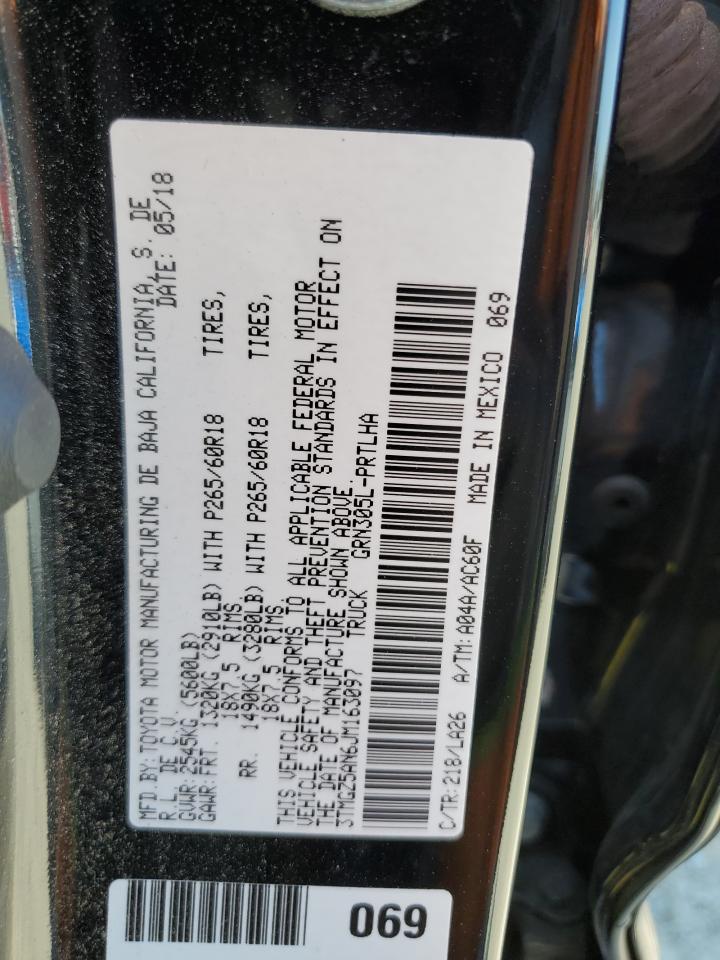 MFD.BY: TOYOTA MOTOR MANUFACTURING DE BAJA CALIFORNIA, S. DE
R.L. DE C.V. DATE: 05/18
GVWR: 2545KG (5600LB)
GAWR: FRT. 1320KG (2910LB) WITH P265/60R18 TIRES,
18X7.5 RIMS
RR. 1490KG (3280LB) WITH P265/60R18 TIRES,
18X7.5 RIMS
THIS VEHICLE CONFORMS TO ALL APPLICABLE FEDERAL MOTOR
VEHICLE SAFETY AND THEFT PREVENTION STANDARDS IN EFFECT ON
THE DATE OF MANUFACTURE SHOWN ABOVE.
3TMGZ5AN6JM163097 TRUCK GRN305L-PRTLHA
C/TR: 218/LA26 A/TM: A04A/AC60F MADE IN MEXICO 069
069